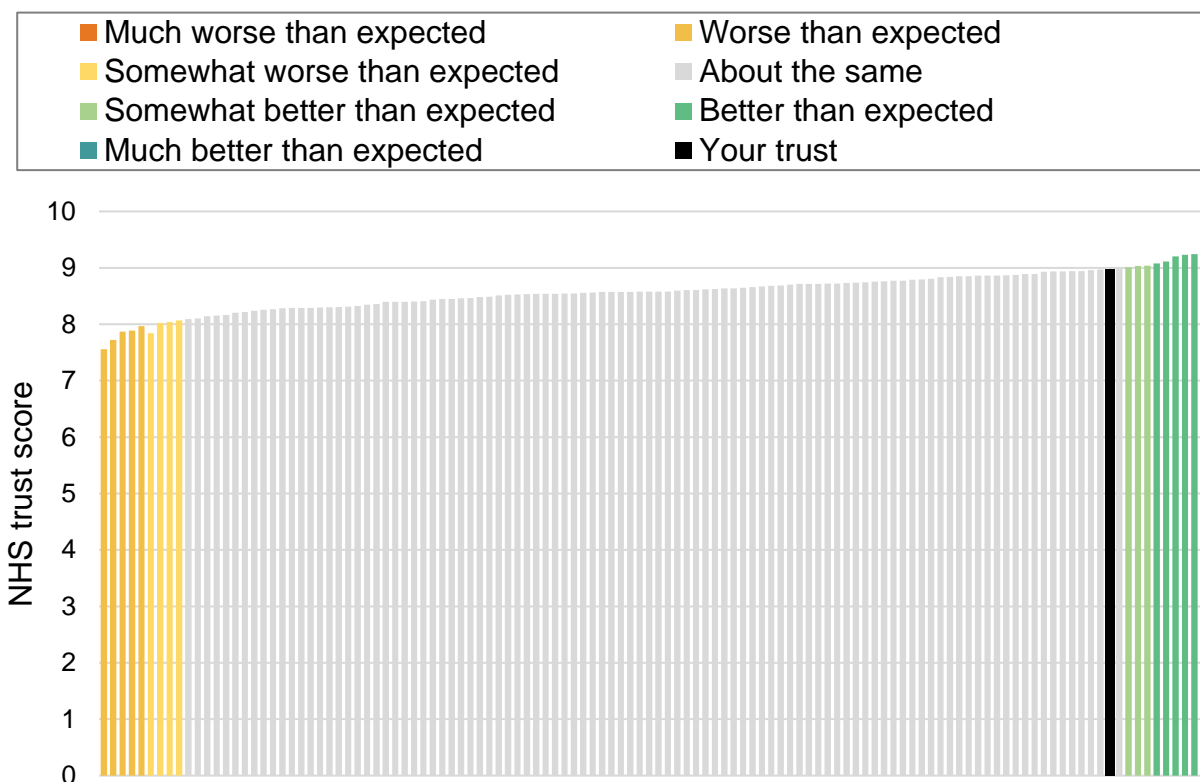 Much worse than expected Worse than expected
Somewhat worse than expected About the same
Somewhat better than expected Better than expected
Much better than expected Your trust
10
9
8
7
6
5
4
3
2
1
0
NHS trust score